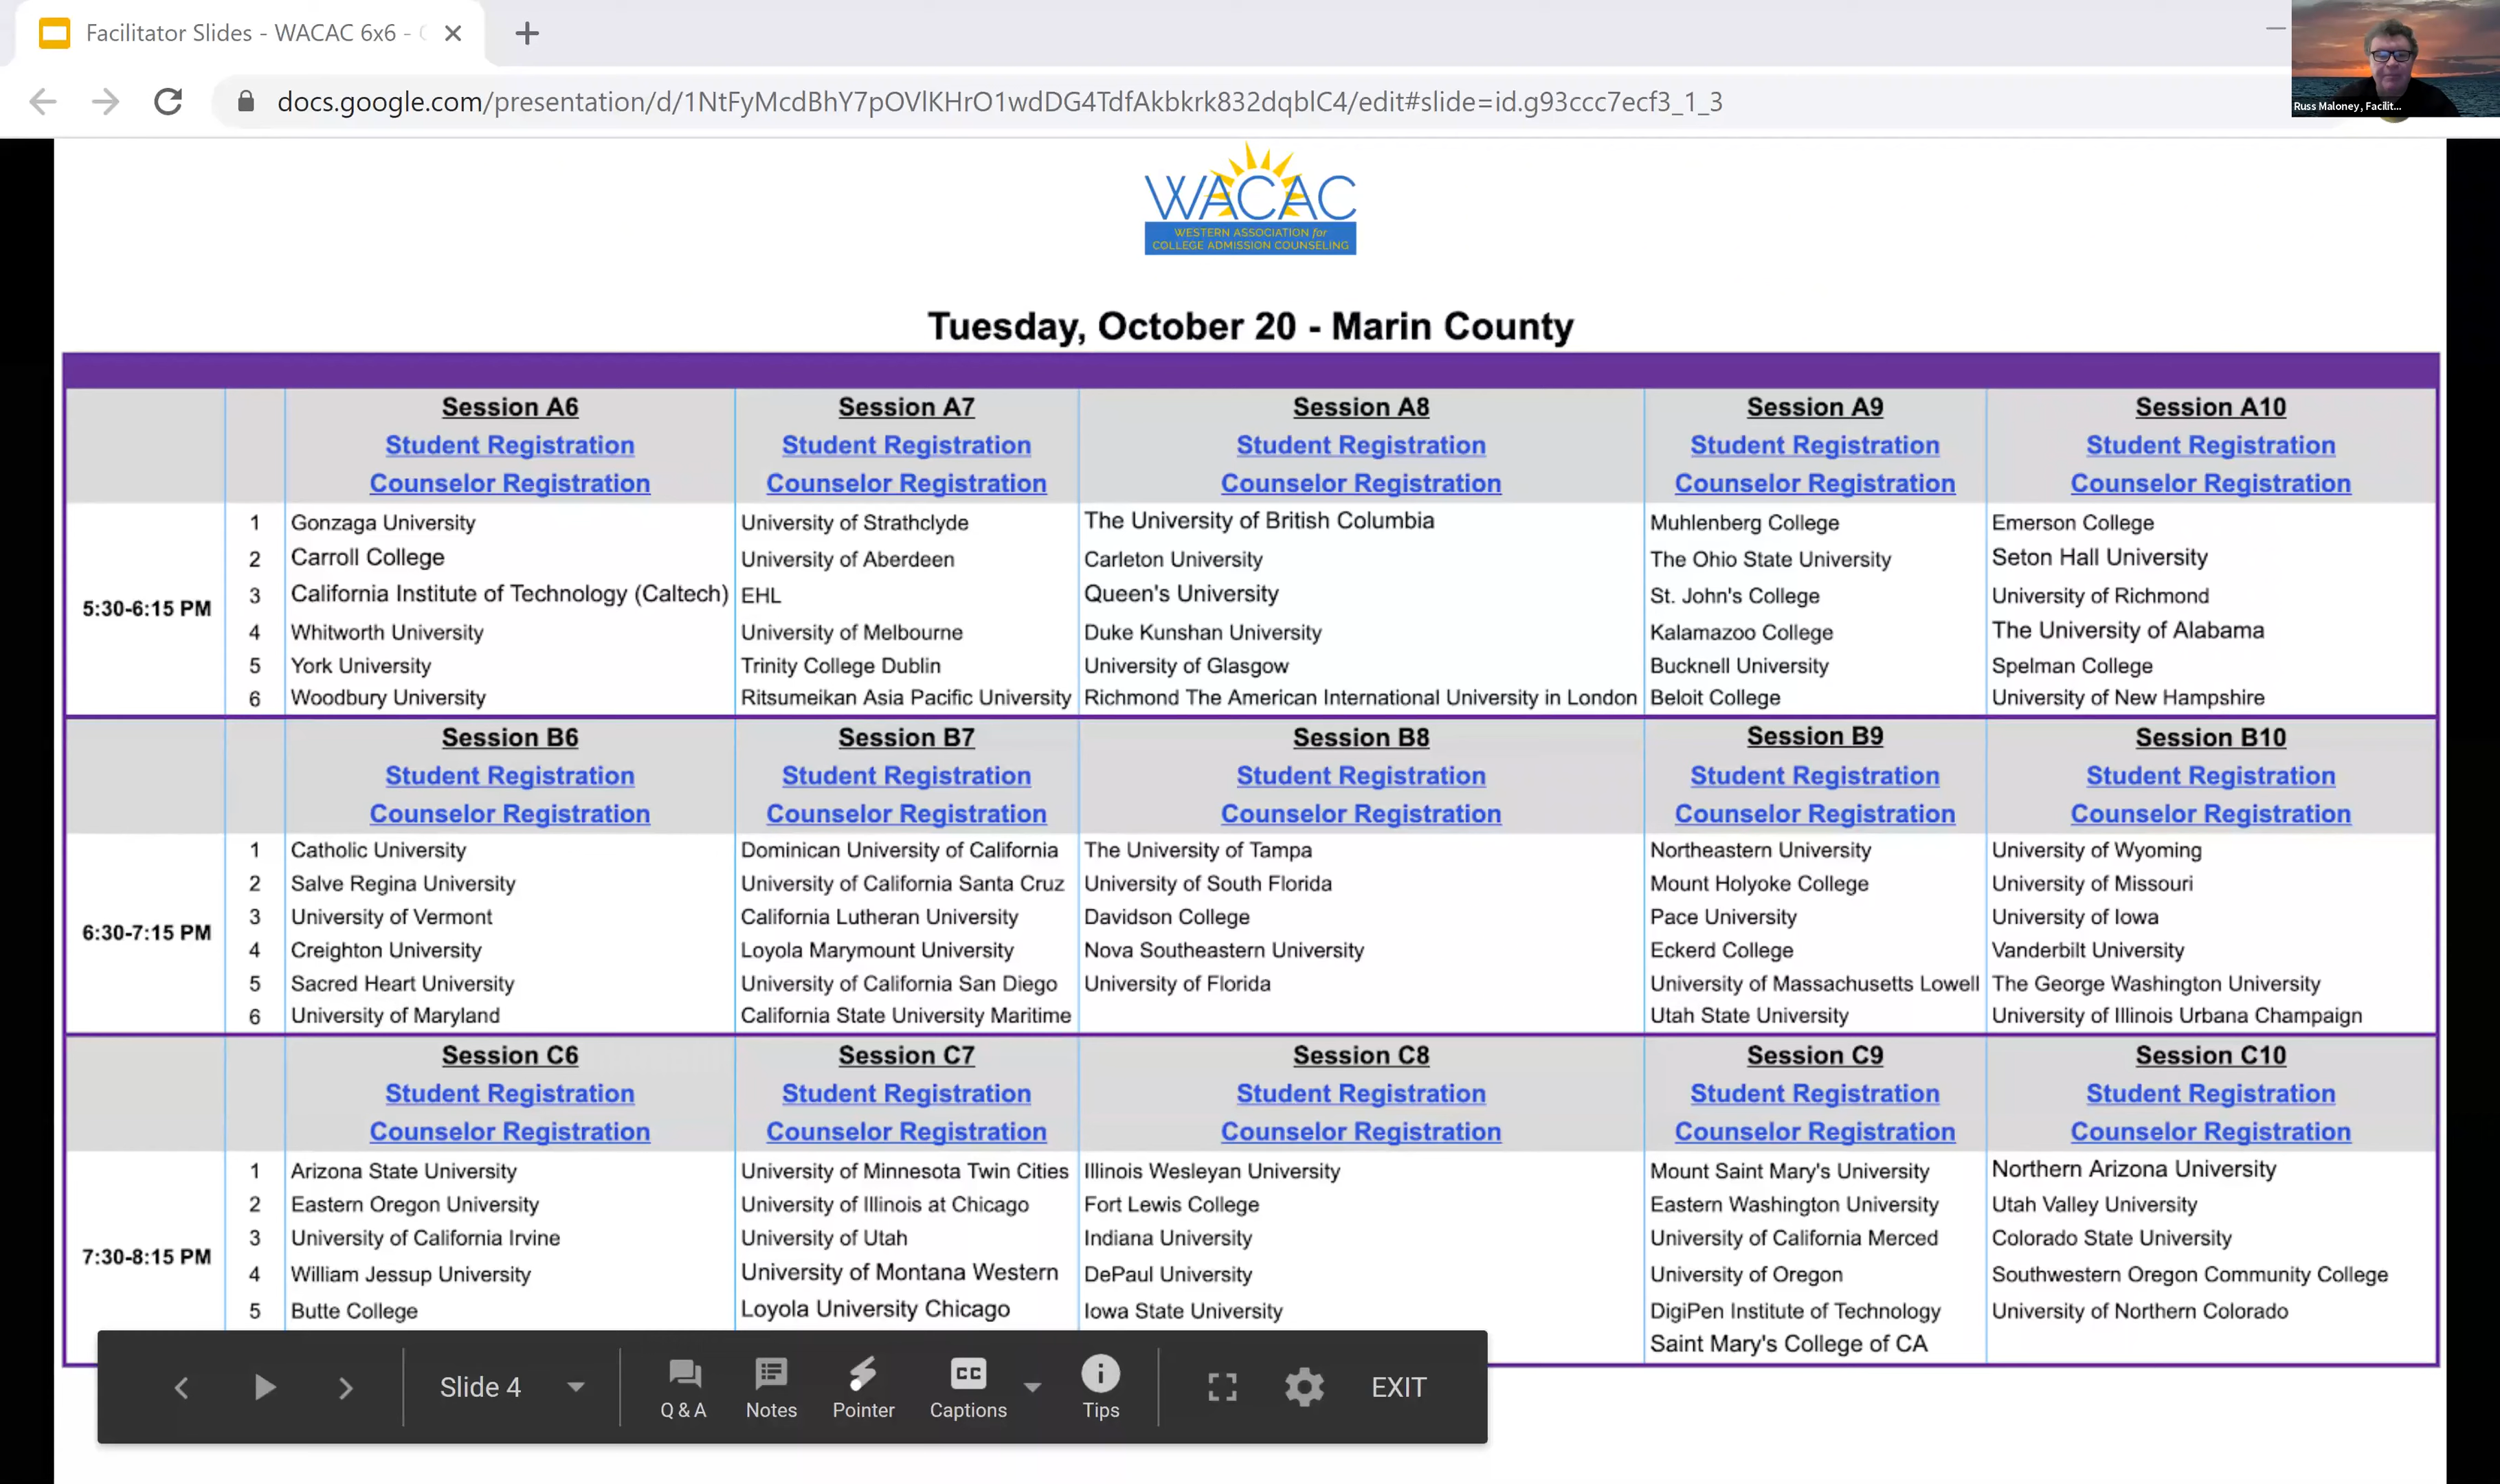 Facilitator Slides - WACAC 6x6 -
docs.google.com/presentation/d/1NtFyMcdBhY7pOVlKHrO1wdDG4TdfAkbkrk832dqblC4/edit#slide=id.g93ccc7ecf3_1_3
Russ Maloney, Facilit...
WACAC
WESTERN ASSOCIATION for
COLLEGE ADMISSION COUNSELING
Tuesday, October 20 - Marin County
Session A6 Session A7 Session A8 Session A9 Session A10
Student Registration Student Registration Student Registration Student Registration Student Registration
Counselor Registration Counselor Registration Counselor Registration Counselor Registration Counselor Registration
5:30-6:15 PM
1 Gonzaga University University of Strathclyde The University of British Columbia Muhlenberg College Emerson College
2 Carroll College University of Aberdeen Carleton University The Ohio State University Seton Hall University
3 California Institute of Technology (Caltech) EHL Queen's University St. John's College University of Richmond
4 Whitworth University University of Melbourne Duke Kunshan University Kalamazoo College The University of Alabama
5 York University Trinity College Dublin University of Glasgow Bucknell University Spelman College
6 Woodbury University Ritsumeikan Asia Pacific University Richmond The American International University in London Beloit College University of New Hampshire
Session B6 Session B7 Session B8 Session B9 Session B10
Student Registration Student Registration Student Registration Student Registration Student Registration
Counselor Registration Counselor Registration Counselor Registration Counselor Registration Counselor Registration
6:30-7:15 PM
1 Catholic University Dominican University of California The University of Tampa Northeastern University University of Wyoming
2 Salve Regina University University of California Santa Cruz University of South Florida Mount Holyoke College University of Missouri
3 University of Vermont California Lutheran University Davidson College Pace University University of Iowa
4 Creighton University Loyola Marymount University Nova Southeastern University Eckerd College Vanderbilt University
5 Sacred Heart University University of California San Diego University of Florida University of Massachusetts Lowell The George Washington University
6 University of Maryland California State University Maritime Utah State University University of Illinois Urbana Champaign
Session C6 Session C7 Session C8 Session C9 Session C10
Student Registration Student Registration Student Registration Student Registration Student Registration
Counselor Registration Counselor Registration Counselor Registration Counselor Registration Counselor Registration
7:30-8:15 PM
1 Arizona State University University of Minnesota Twin Cities Illinois Wesleyan University Mount Saint Mary's University Northern Arizona University
2 Eastern Oregon University University of Illinois at Chicago Fort Lewis College Eastern Washington University Utah Valley University
3 University of California Irvine University of Utah Indiana University University of California Merced Colorado State University
4 William Jessup University University of Montana Western DePaul University University of Oregon Southwestern Oregon Community College
5 Butte College Loyola University Chicago Iowa State University DigiPen Institute of Technology University of Northern Colorado
Saint Mary's College of CA
Slide 4
Q & A
Notes
Pointer
CC
Captions
Tips
EXIT